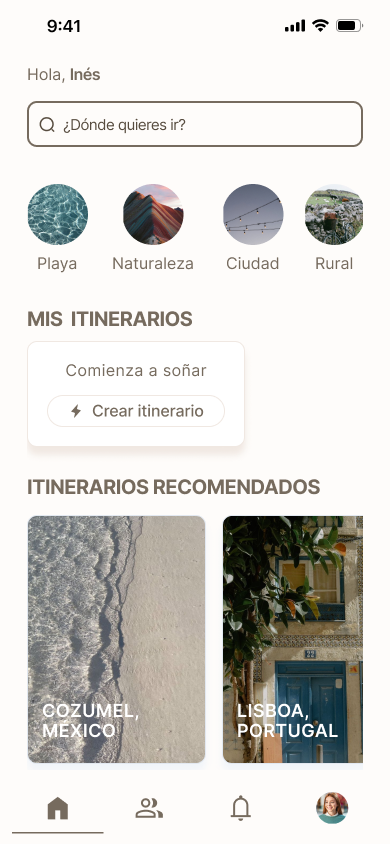 9:41
Hola, Inés
¿Dónde quieres ir?
Playa
Naturaleza
Ciudad
Rural
MIS ITINERARIOS
Comienza a soñar
Crear itinerario
ITINERARIOS RECOMENDADOS
COZUMEL,
MÉXICO
22
LISBOA,
PORTUGAL